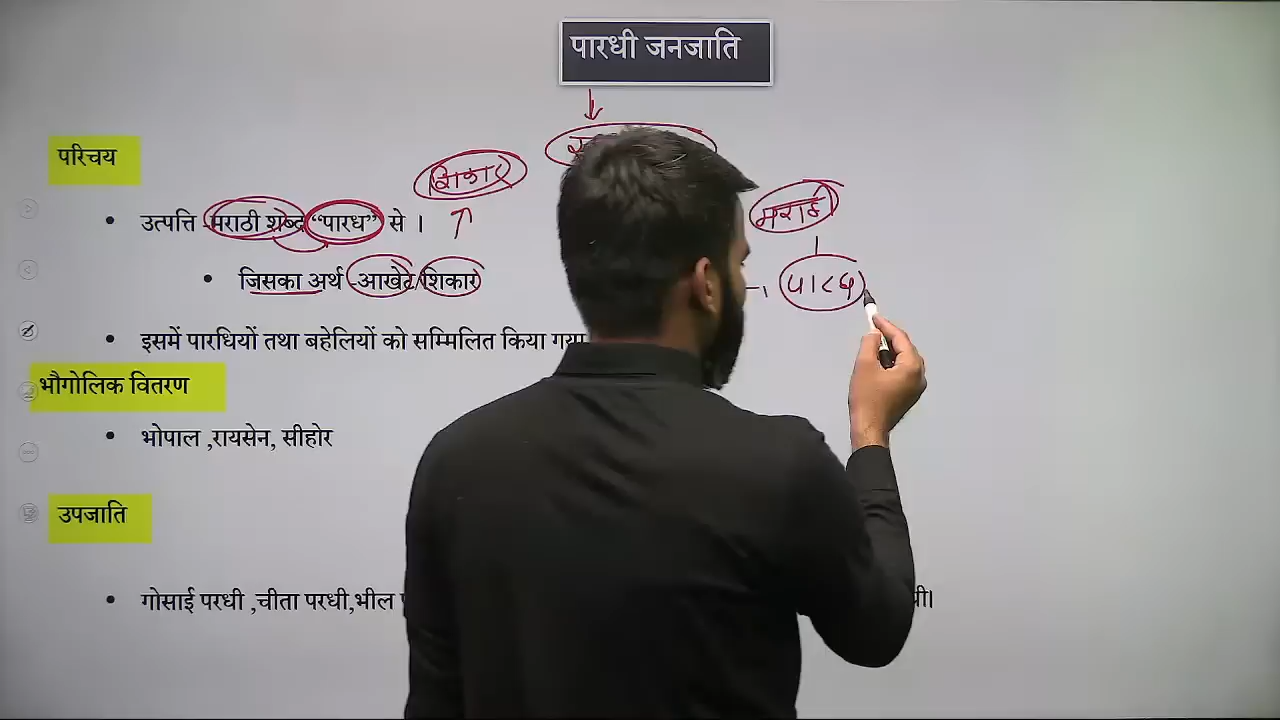 पारधी जनजाति
परिचय
शिकार
मराठी
उत्पत्ति -मराठी शब्द “पारध” से ।
पारध
जिसका अर्थ -आखेट/शिकार
इसमें पारधियों तथा बहेलियों को सम्मिलित किया गया
भौगोलिक वितरण
भोपाल ,रायसेन, सीहोर
उपजाति
गोसाई परधी ,चीता परधी,भील